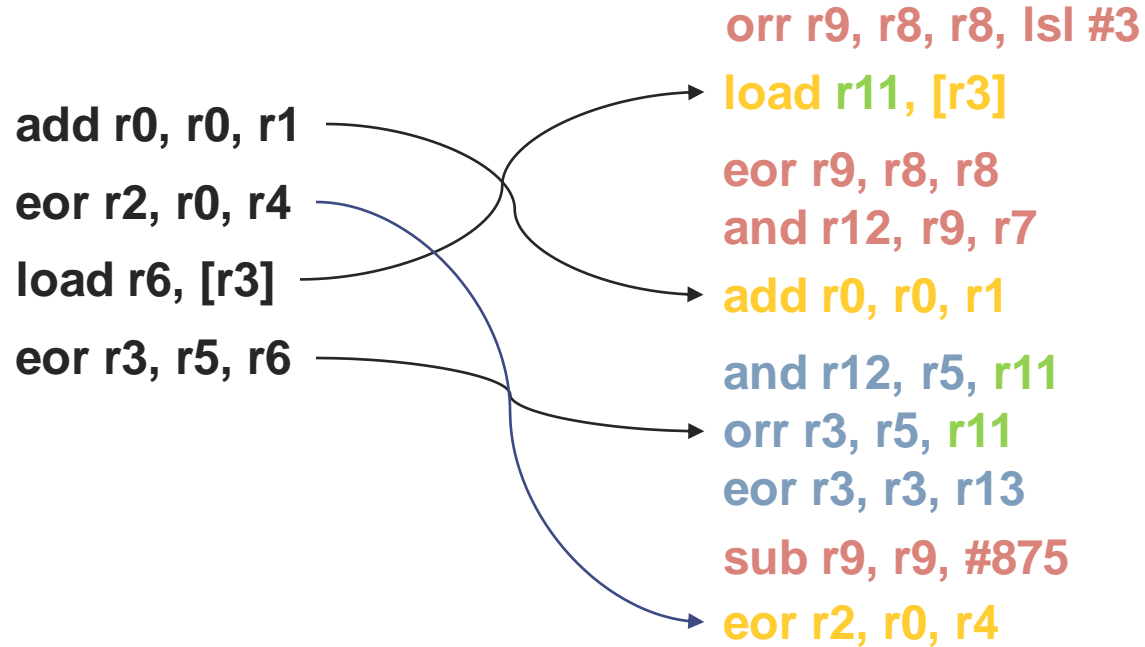 add r0, r0, r1
eor r2, r0, r4
load r6, [r3]
eor r3, r5, r6
orr r9, r8, r8, lsl #3
load r11, [r3]
eor r9, r8, r8
and r12, r9, r7
add r0, r0, r1
and r12, r5, r11
orr r3, r5, r11
eor r3, r3, r13
sub r9, r9, #875
eor r2, r0, r4